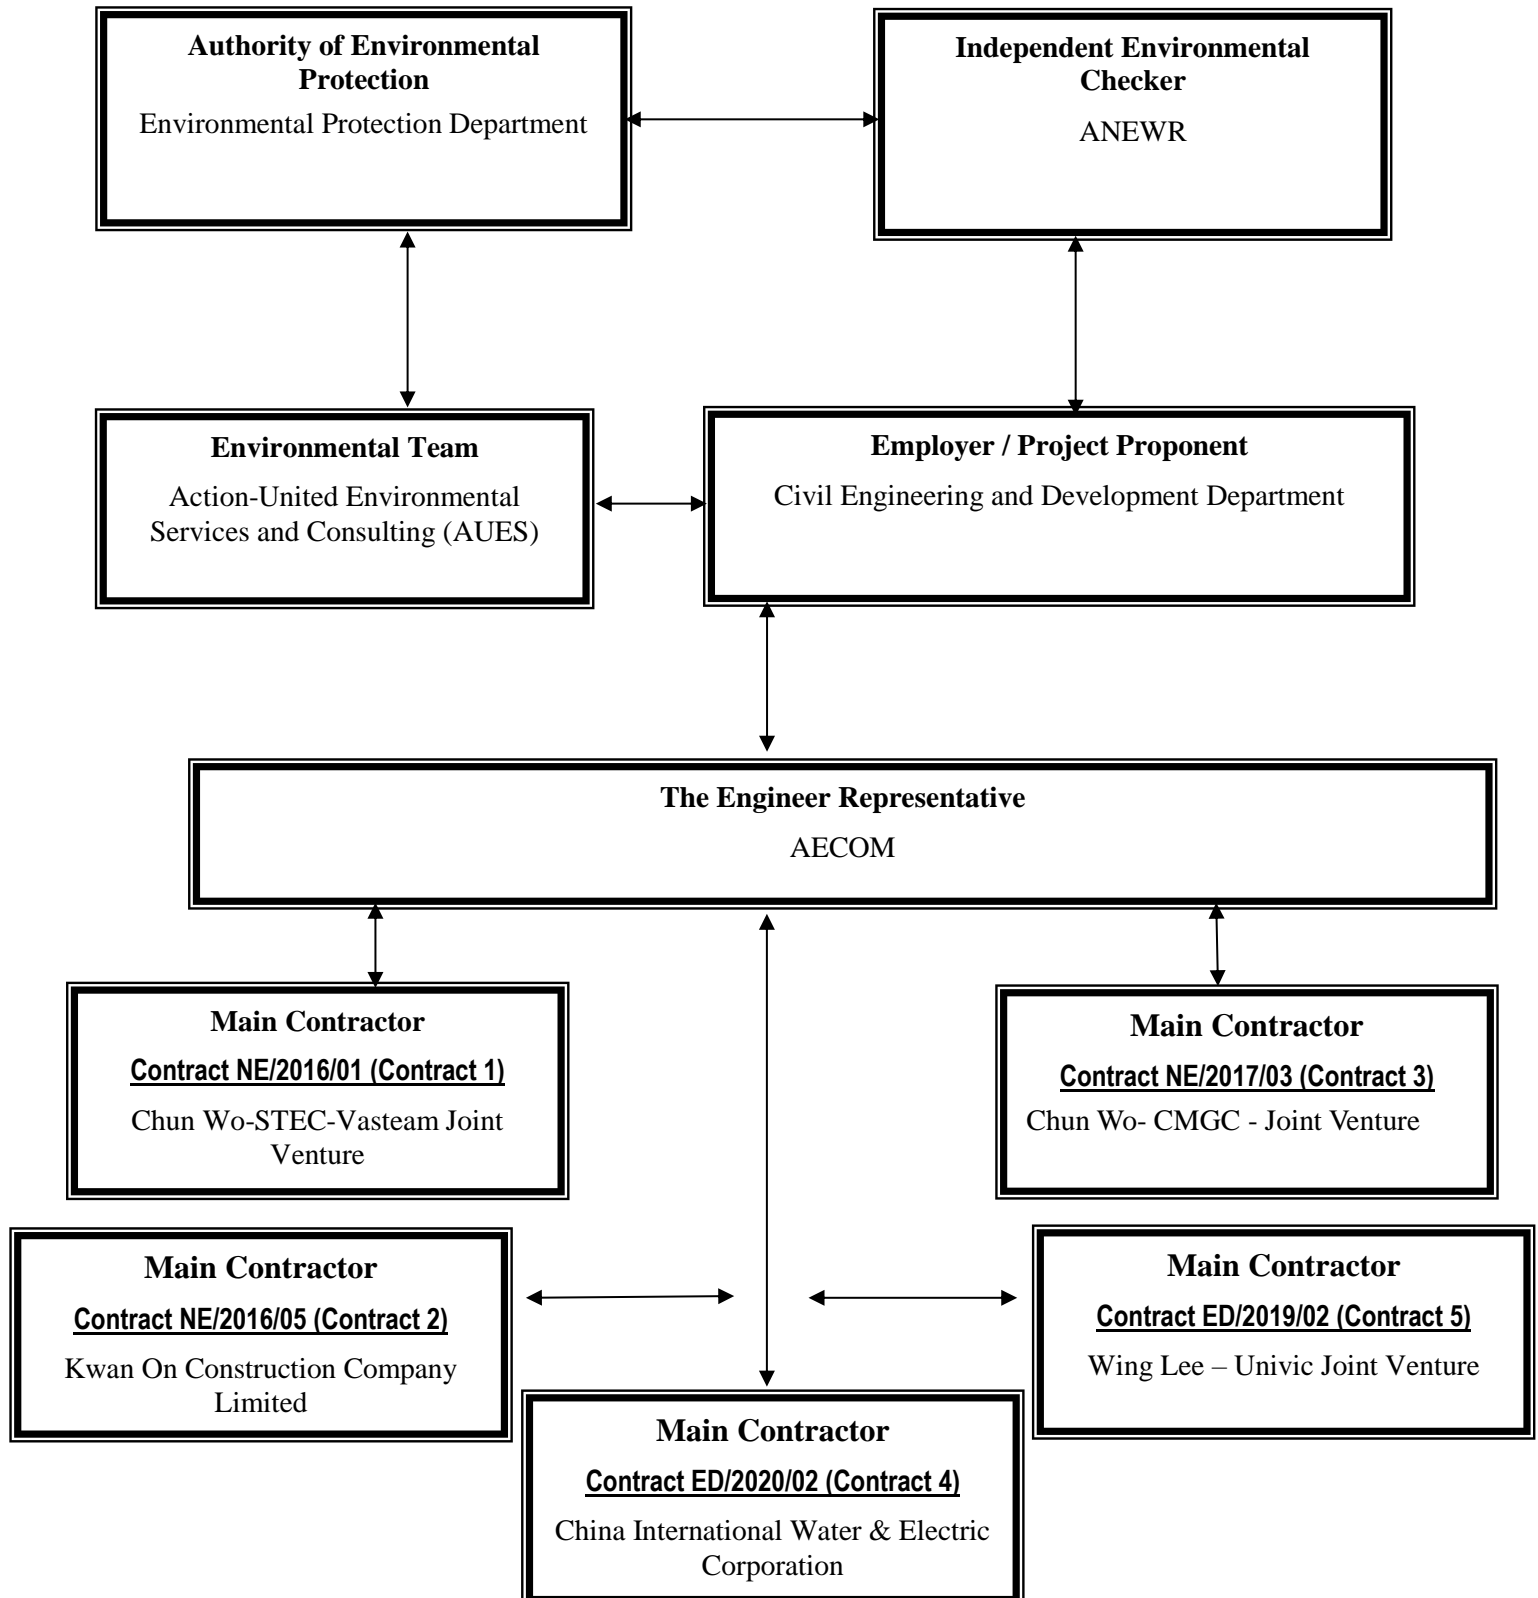 Authority of Environmental
Protection
Environmental Protection Department
Independent Environmental
Checker
ANEWR
Environmental Team
Action-United Environmental
Services and Consulting (AUES)
Employer / Project Proponent
Civil Engineering and Development Department
The Engineer Representative
AECOM
Main Contractor
Contract NE/2016/01 (Contract 1)
Chun Wo-STEC-Vasteam Joint
Venture
Main Contractor
Contract NE/2017/03 (Contract 3)
Chun Wo- CMGC - Joint Venture
Main Contractor
Contract NE/2016/05 (Contract 2)
Kwan On Construction Company
Limited
Main Contractor
Contract ED/2019/02 (Contract 5)
Wing Lee – Univic Joint Venture
Main Contractor
Contract ED/2020/02 (Contract 4)
China International Water & Electric
Corporation